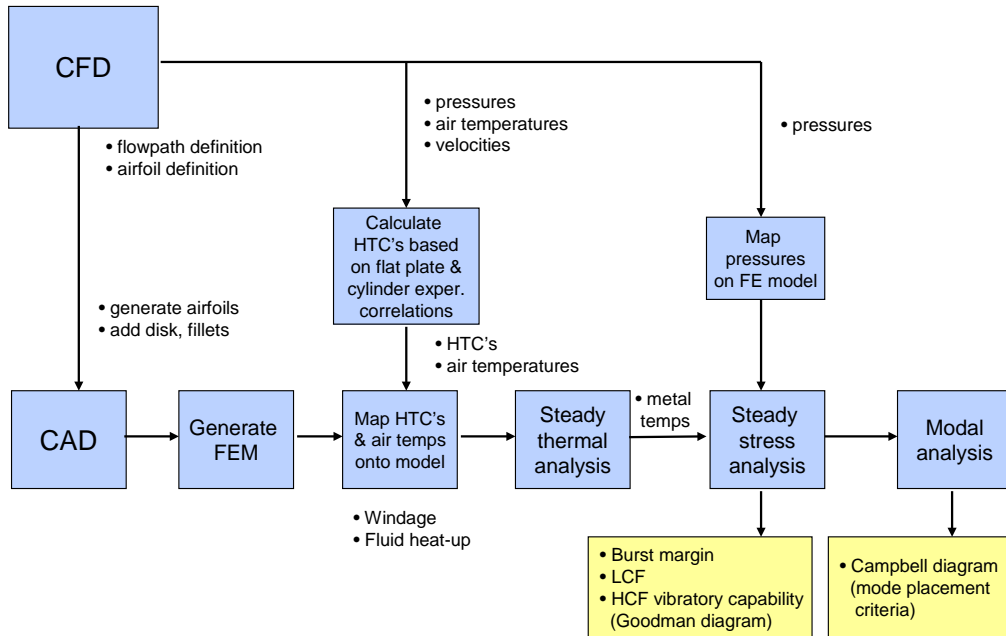 CFD
• flowpath definition
• airfoil definition
• pressures
• air temperatures
• velocities
• pressures
Calculate
HTC's based
on flat plate &
cylinder exper.
correlations
Map
pressures
on FE model
• generate airfoils
• add disk, fillets
• HTC's
• air temperatures
CAD
Generate
FEM
Map HTC's
& air temps
onto model
Steady
thermal
analysis
• metal
temps
Steady
stress
analysis
Modal
analysis
• Windage
• Fluid heat-up
• Burst margin
• LCF
• HCF vibratory capability
(Goodman diagram)
• Campbell diagram
(mode placement
criteria)